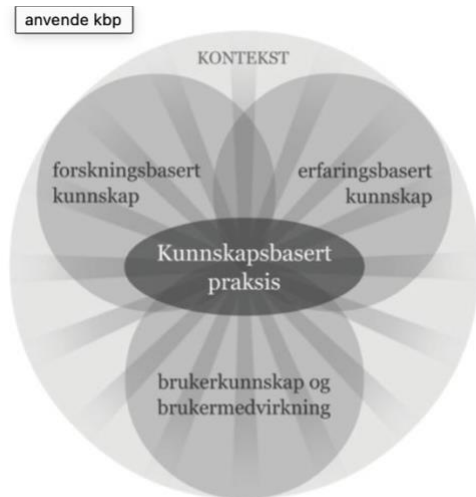 anvende kbp
KONTEKST
forskningsbasert
kunnskap
erfaringsbasert
kunnskap
Kunnskapsbasert
praksis
brukerkunnskap og
brukermedvirkning